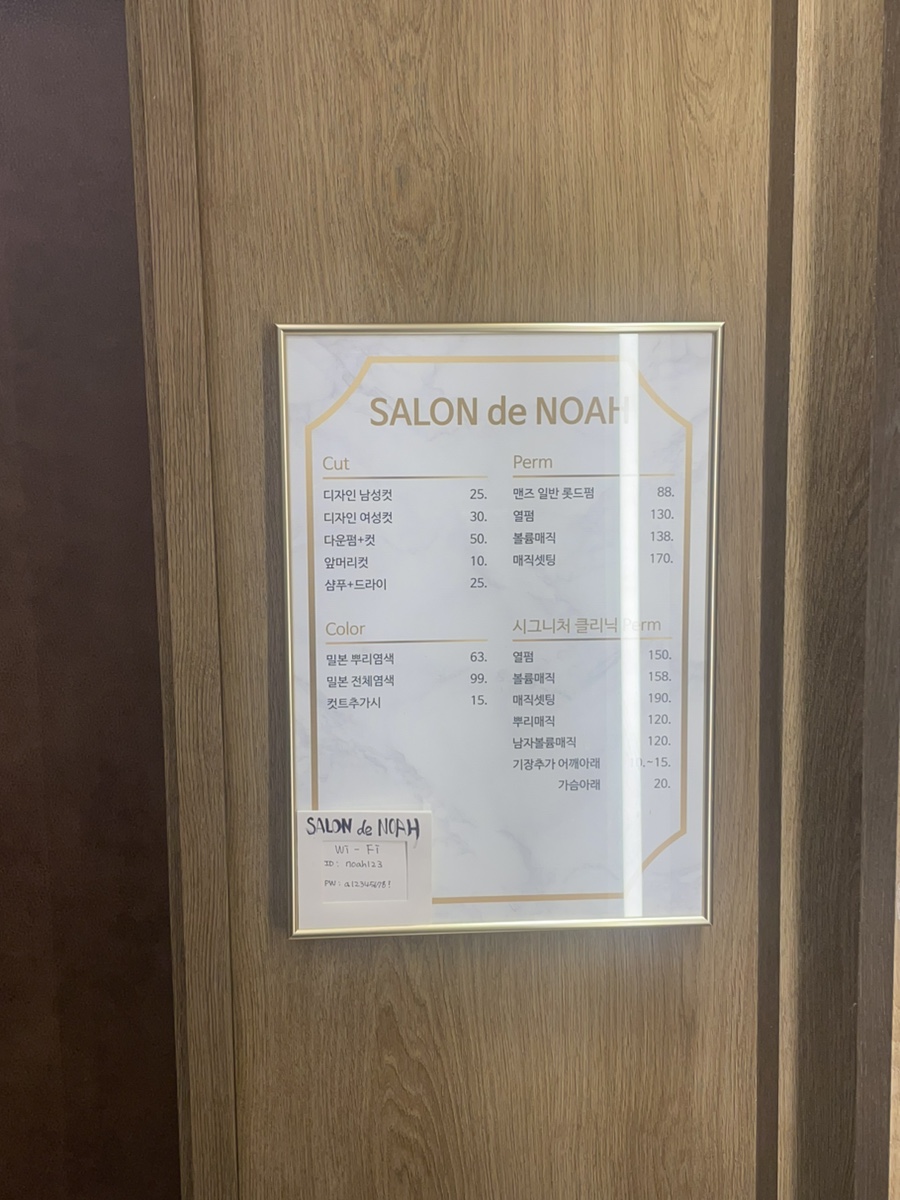 SALON de NOAH
Cut
디자인 남성컷 25.
디자인 여성컷 30.
다운펌+컷 50.
앞머리컷 10.
샴푸+드라이 25.
Perm
맨즈 일반 롯드펌 88.
열펌 130.
볼륨매직 138.
매직셋팅 170.
Color
밀본 뿌리염색 63.
밀본 전체염색 99.
컷트추가시 15.
시그니처 클리닉 Perm
열펌 150.
볼륨매직 158.
매직셋팅 190.
뿌리매직 120.
남자볼륨매직 120.
기장추가 어깨아래 10.~15.
가슴아래 20.
SALON de NOAH
Wi - Fi
ID: noah123
PW: a12345678!